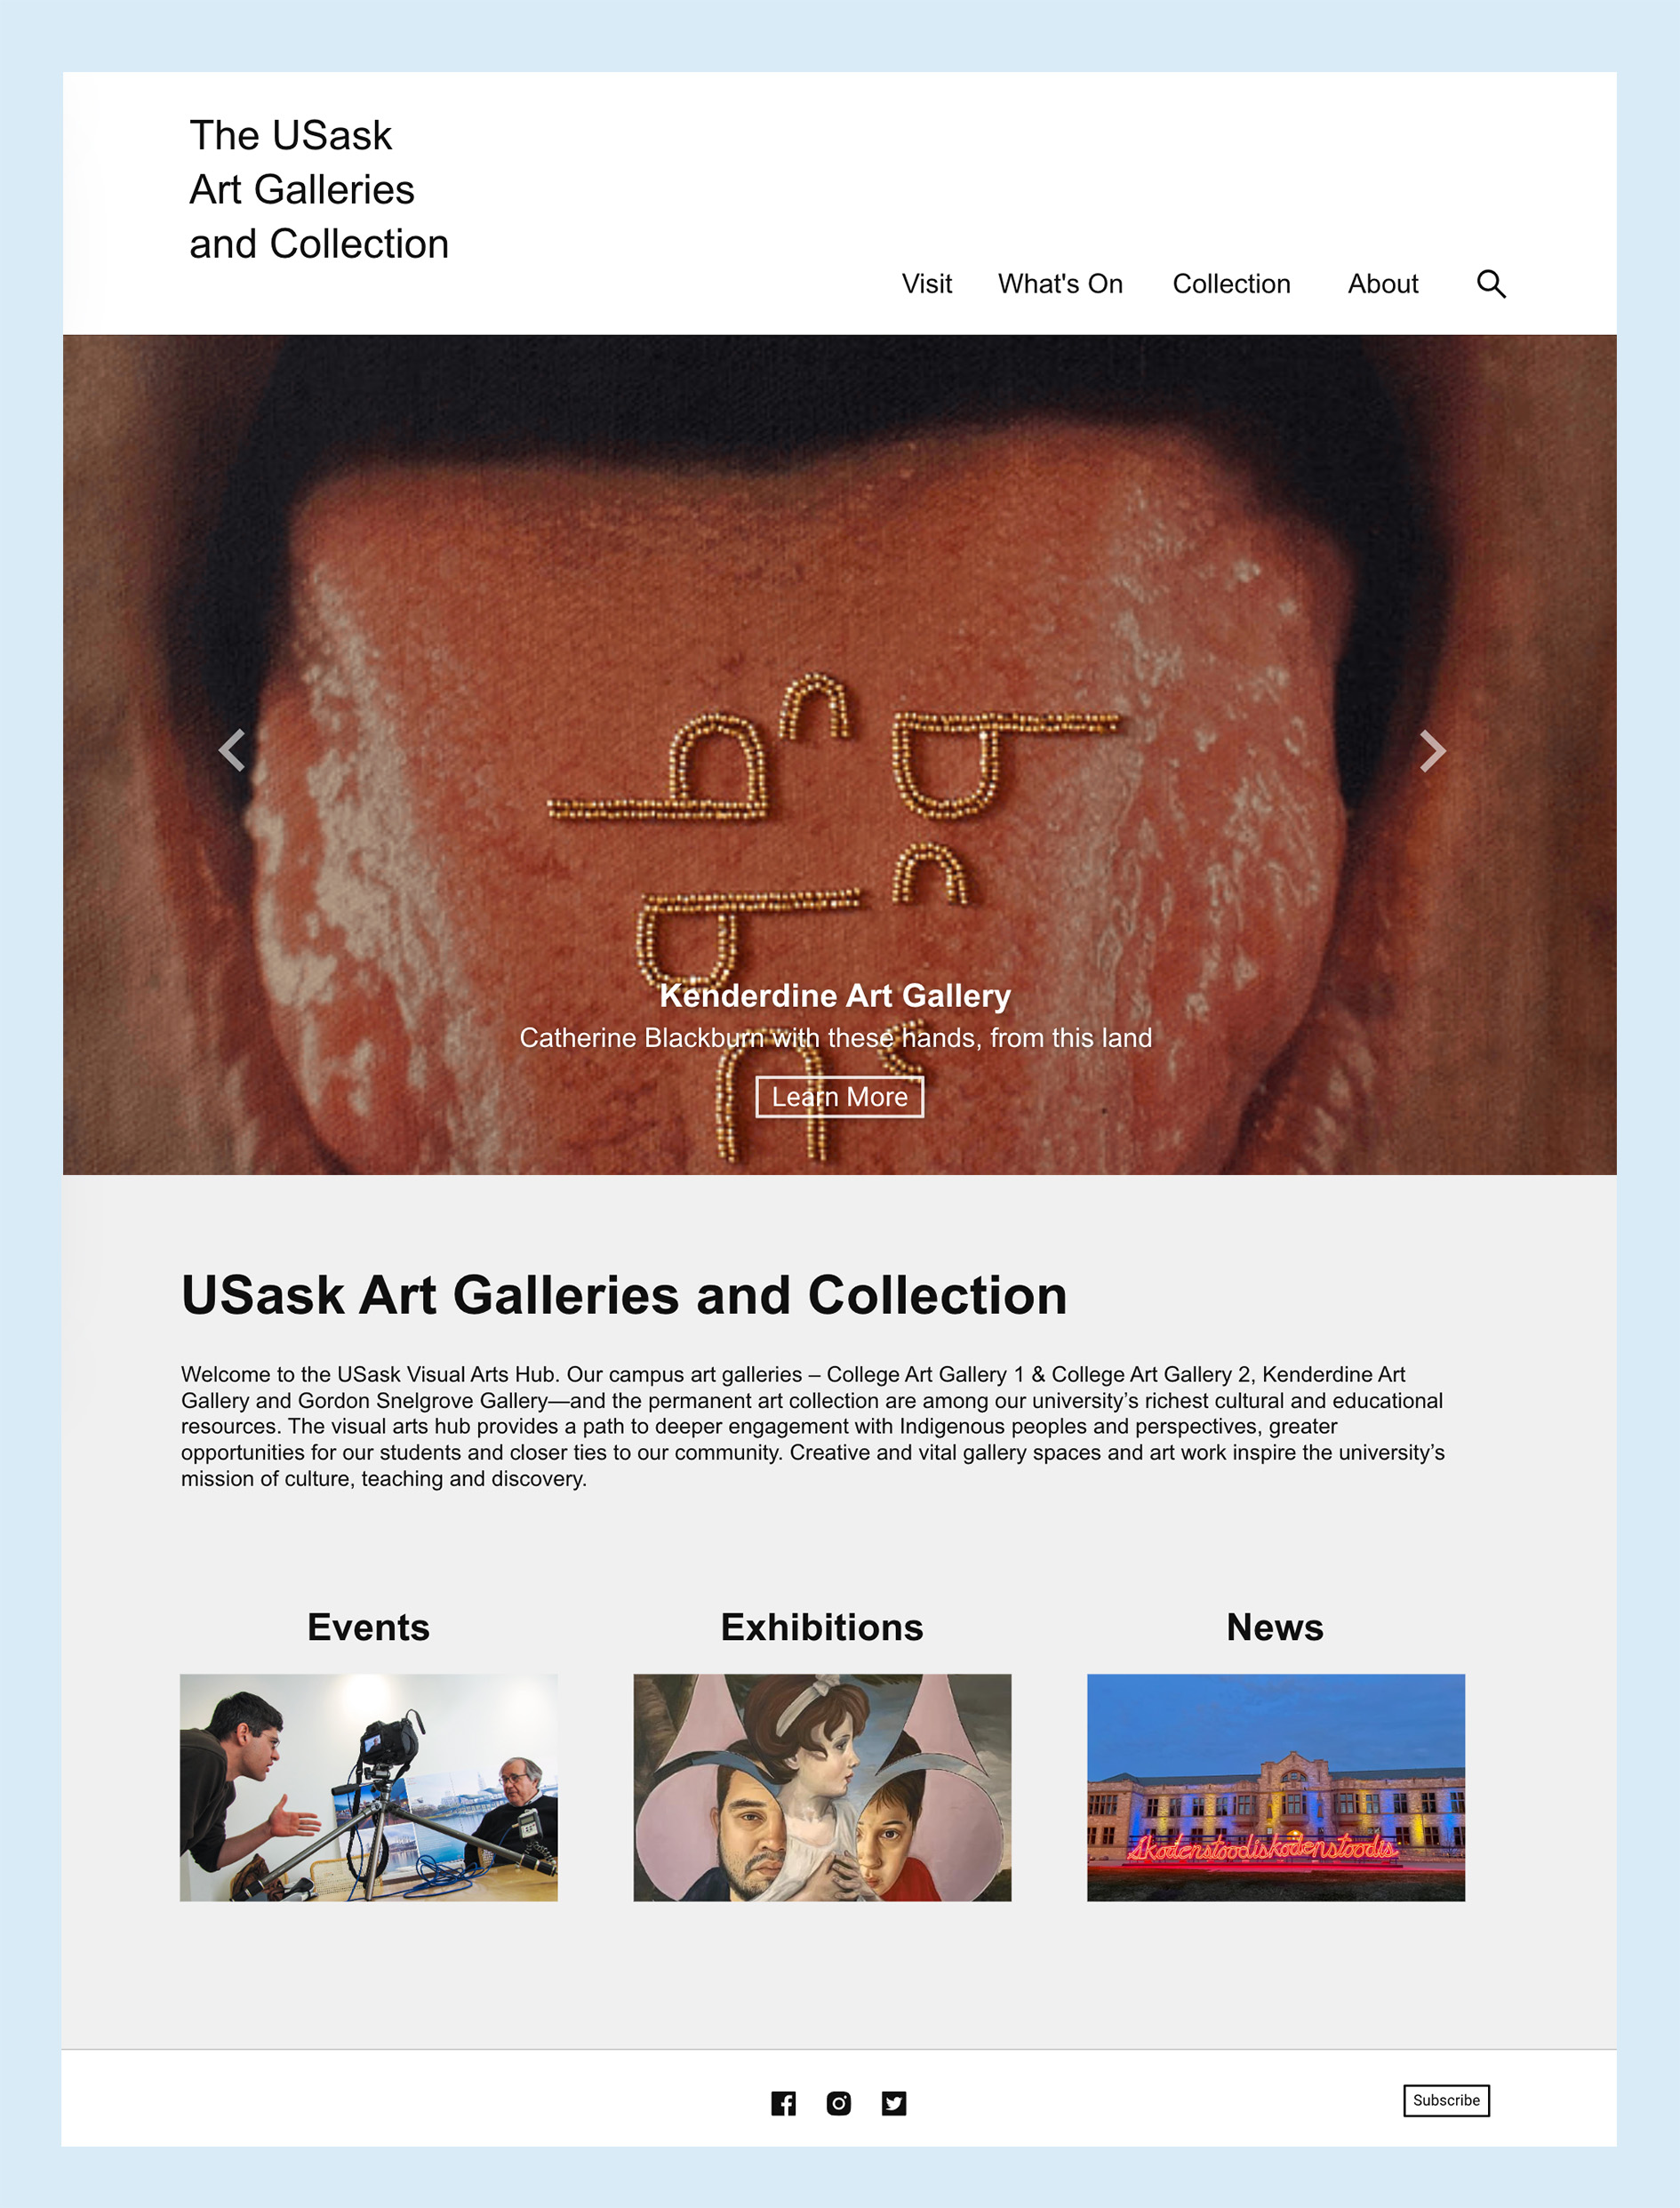 The USask
Art Galleries
and Collection
Visit What's On Collection About
Kenderdine Art Gallery
Catherine Blackburn with these hands, from this land
Learn More
USask Art Galleries and Collection
Welcome to the USask Visual Arts Hub. Our campus art galleries – College Art Gallery 1 & College Art Gallery 2, Kenderdine Art
Gallery and Gordon Snelgrove Gallery—and the permanent art collection are among our university’s richest cultural and educational
resources. The visual arts hub provides a path to deeper engagement with Indigenous peoples and perspectives, greater
opportunities for our students and closer ties to our community. Creative and vital gallery spaces and art work inspire the university’s
mission of culture, teaching and discovery.
Events Exhibitions News
skodenstoodiskodenstoodis
Subscribe